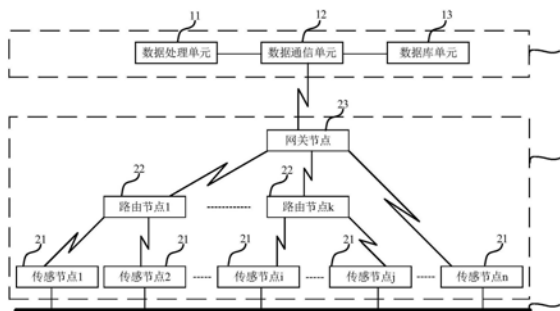 11 12 13
数据处理单元 数据通信单元 数据库单元
23
网关节点
22 22
路由节点1 路由节点k
21 21 21 21 21
传感节点1 传感节点2 传感节点i 传感节点j 传感节点n